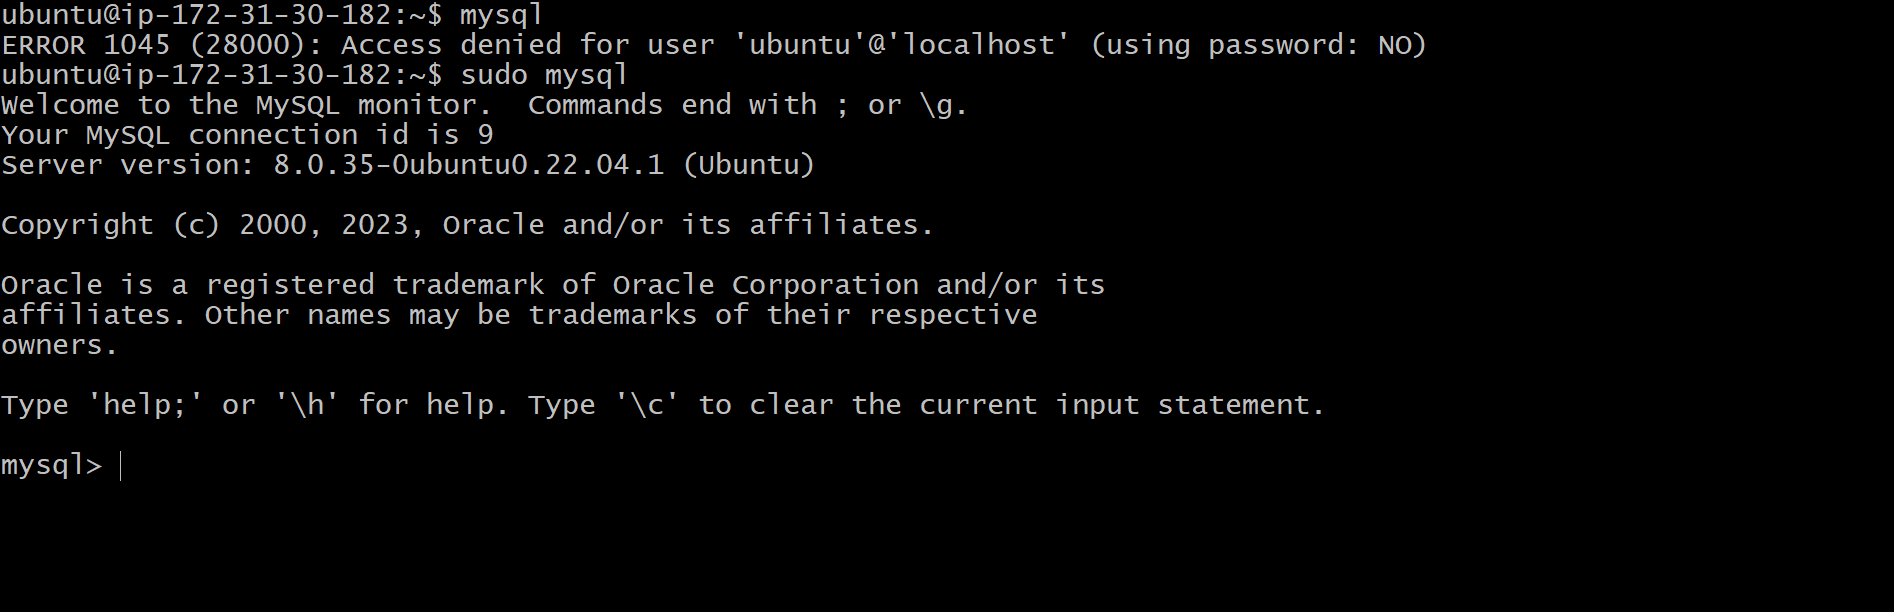 ubuntu@ip-172-31-30-182:~$ mysql
ERROR 1045 (28000): Access denied for user 'ubuntu'@'localhost' (using password: NO)
ubuntu@ip-172-31-30-182:~$ sudo mysql
Welcome to the MySQL monitor.  Commands end with ; or \g.
Your MySQL connection id is 9
Server version: 8.0.35-0ubuntu0.22.04.1 (Ubuntu)
Copyright (c) 2000, 2023, Oracle and/or its affiliates.
Oracle is a registered trademark of Oracle Corporation and/or its
affiliates. Other names may be trademarks of their respective
owners.
Type 'help;' or '\h' for help. Type '\c' to clear the current input statement.
mysql>